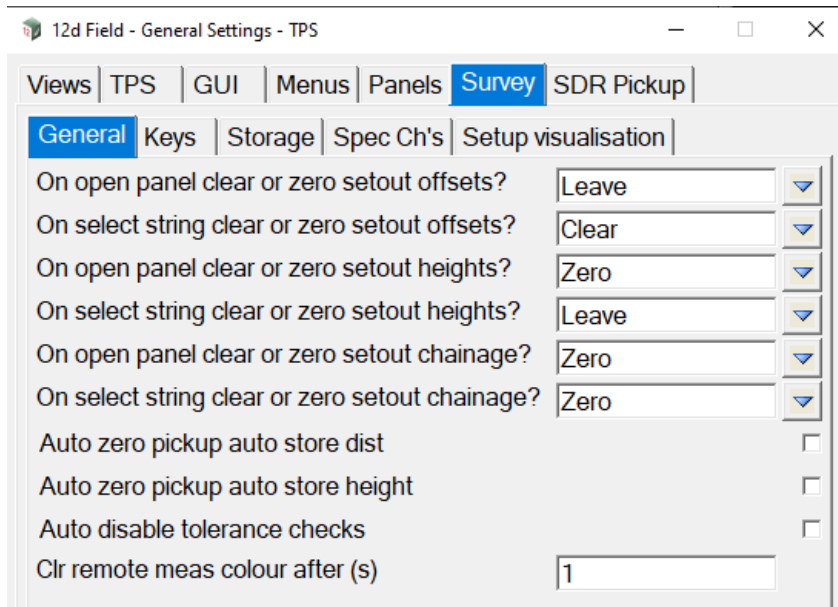 12d Field - General Settings - TPS
Views TPS GUI Menus Panels Survey SDR Pickup
General Keys Storage Spec Ch's Setup visualisation
On open panel clear or zero setout offsets? Leave
On select string clear or zero setout offsets? Clear
On open panel clear or zero setout heights? Zero
On select string clear or zero setout heights? Leave
On open panel clear or zero setout chainage? Zero
On select string clear or zero setout chainage? Zero
Auto zero pickup auto store dist
Auto zero pickup auto store height
Auto disable tolerance checks
Clr remote meas colour after (s) 1